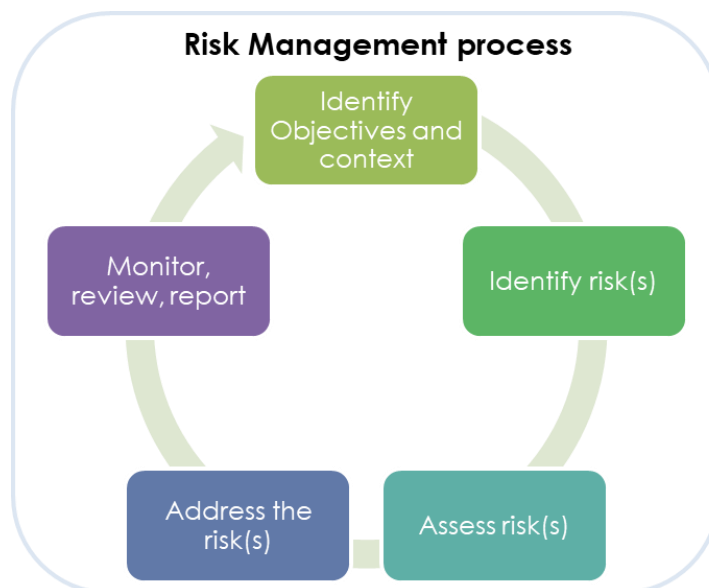 Risk Management process
Identify
Objectives and
context
Identify risk(s)
Assess risk(s)
Address the
risk(s)
Monitor,
review, report